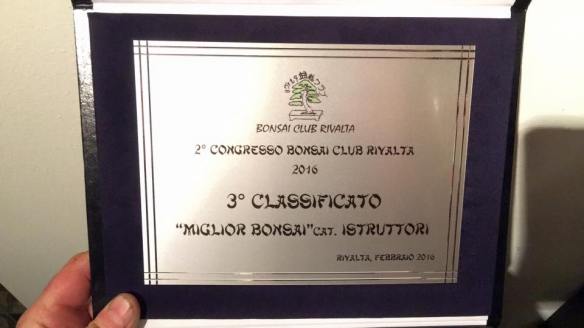 BONSAI CLUB RIVALTA
2° CONGRESSO BONSAI CLUB RIVALTA
2016
3° CLASSIFICATO
"MIGLIOR BONSAI" CAT. ISTRUTTORI
RIVALTA, FEBBRAIO 2016